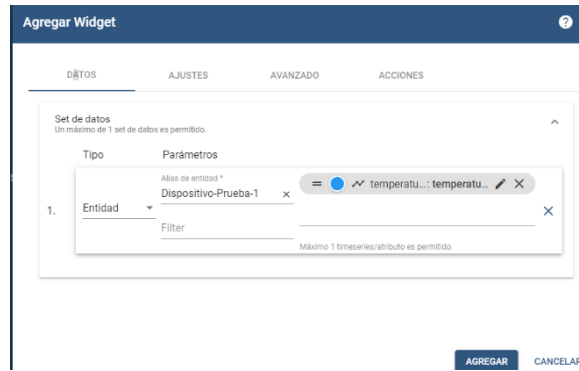 Agregar Widget
DATOS AJUSTES AVANZADO ACCIONES
Set de datos
Un máximo de 1 set de datos es permitido.
Tipo Parámetros
Alias de entidad *
Dispositivo-Prueba-1
temperatu...: temperatu...
1. Entidad
Filter
Máximo 1 timeseries/atributo es permitido.
AGREGAR CANCELAR